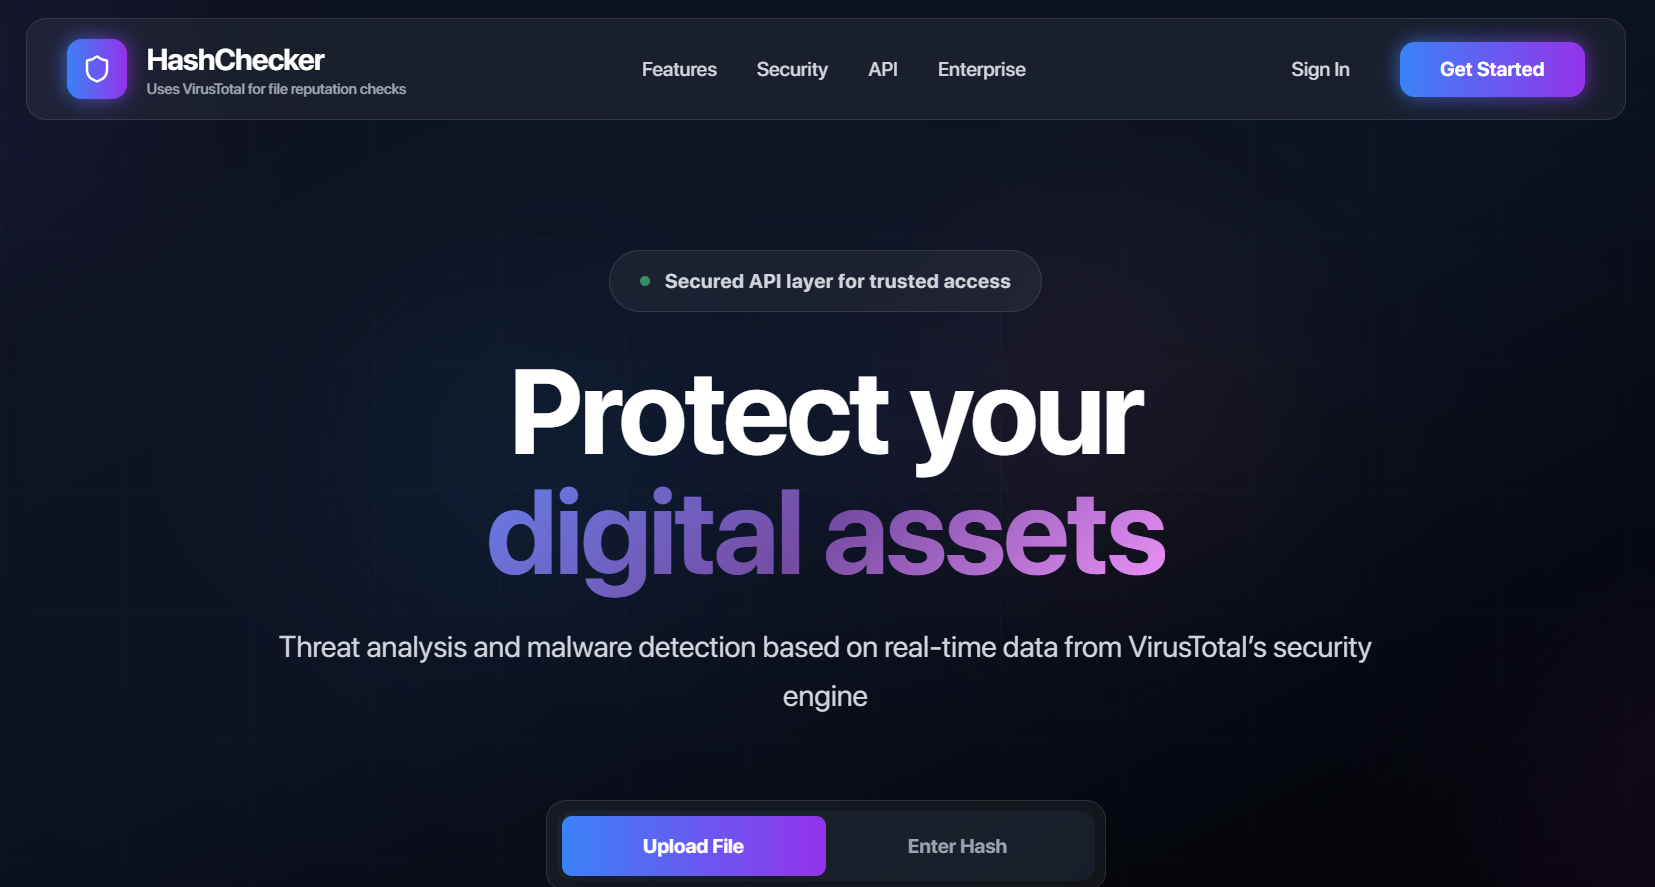 HashChecker
Uses VirusTotal for file reputation checks
Features
Security
API
Enterprise
Sign In
Get Started
Secured API layer for trusted access
Protect your
digital assets
Threat analysis and malware detection based on real-time data from VirusTotal’s security
engine
Upload File
Enter Hash